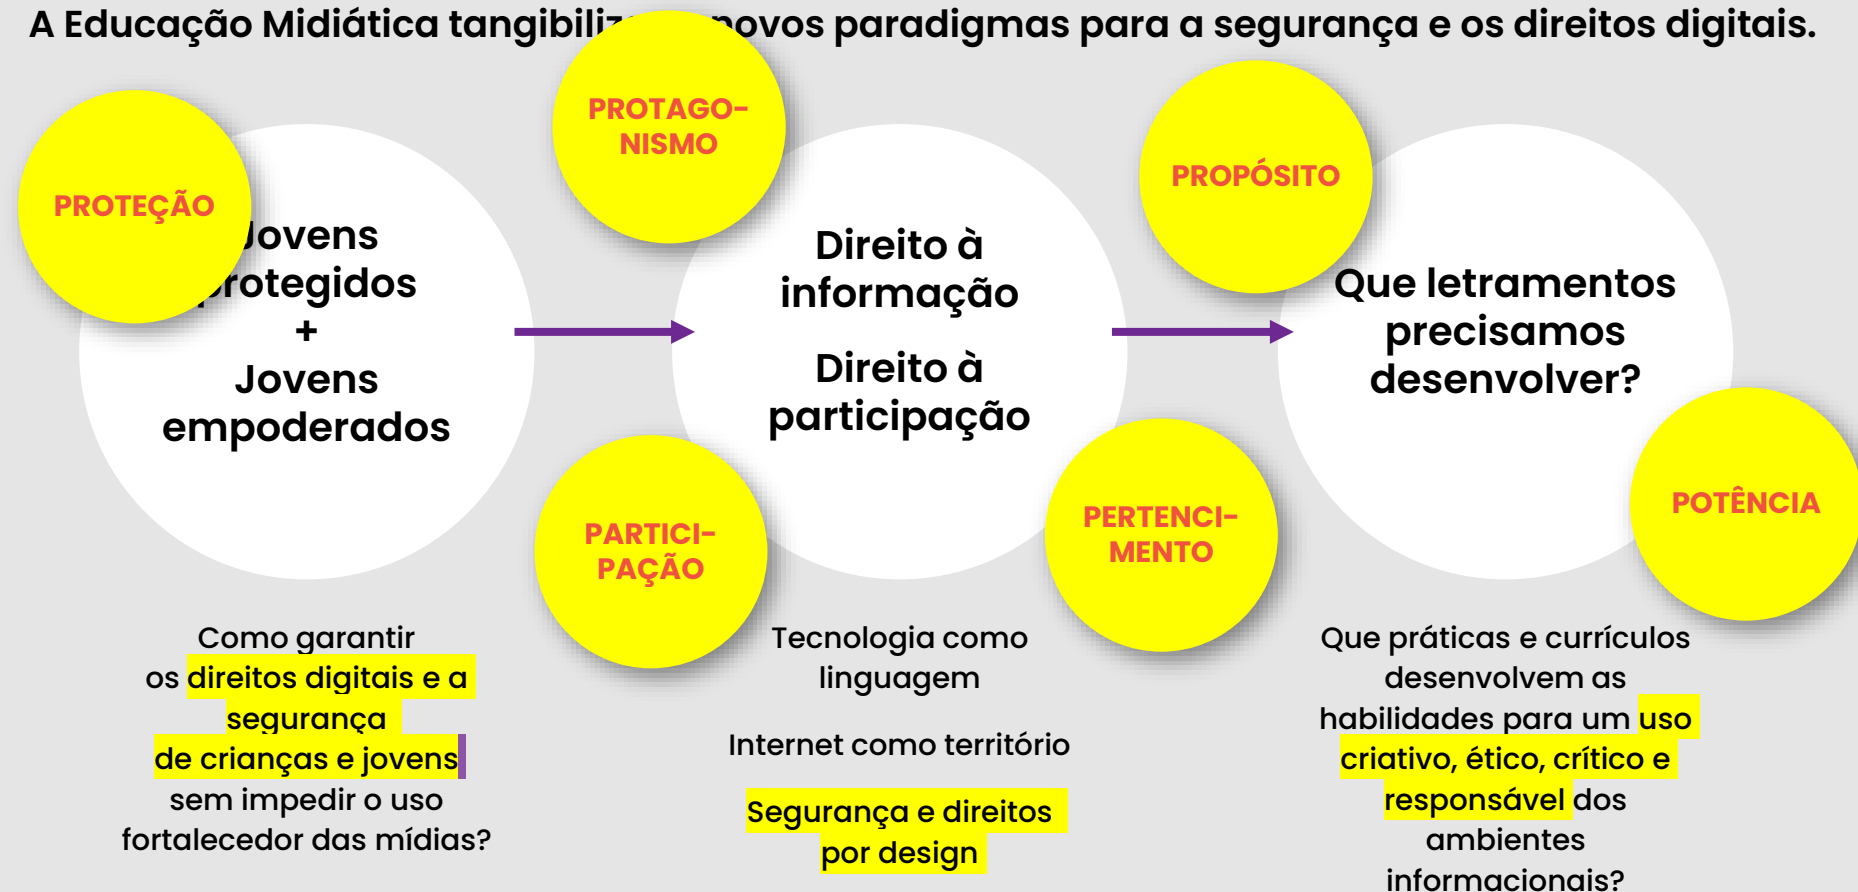 A Educação Midiática novos paradigmas para a segurança e os direitos digitais.
PROTEÇÃO
Jovens
protegidos
+
Jovens
empoderados
Como garantir
os direitos digitais e a
segurança
de crianças e jovens
sem impedir o uso
fortalecedor das mídias?
PROTAGO-
NISMO
Direito à
informação
Direito à
participação
PARTICI-
PAÇÃO
PERTENCI-
MENTO
Tecnologia como
linguagem
Internet como território
Segurança e direitos
por design
PROPÓSITO
Que letramentos
precisamos
desenvolver?
POTÊNCIA
Que práticas e currículos
desenvolvem as
habilidades para um uso
criativo, ético, crítico e
responsável dos
ambientes
informacionais?